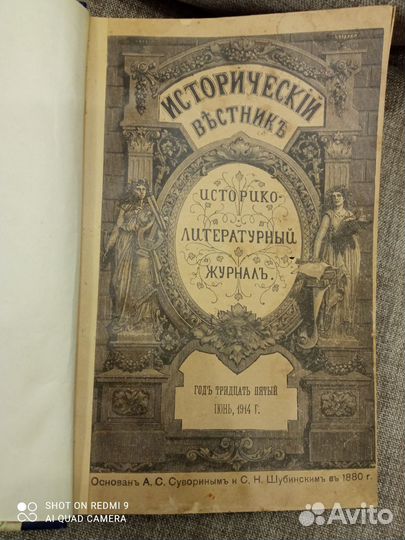 ИСТОРИЧЕСКІЙ
ВѢСТНИКЪ
ИСТОРИКО-
ЛИТЕРАТУРНЫЙ
ЖУРНАЛЪ.
ГОДЪ ТРИДЦАТЬ ПЯТЫЙ
ІЮНЬ, 1914 Г.
Основанъ А. С. Суворинымъ и С. Н. Шубинскимъ въ 1880 г.
SHOT ON REDMI 9
AI QUAD CAMERA
Avito